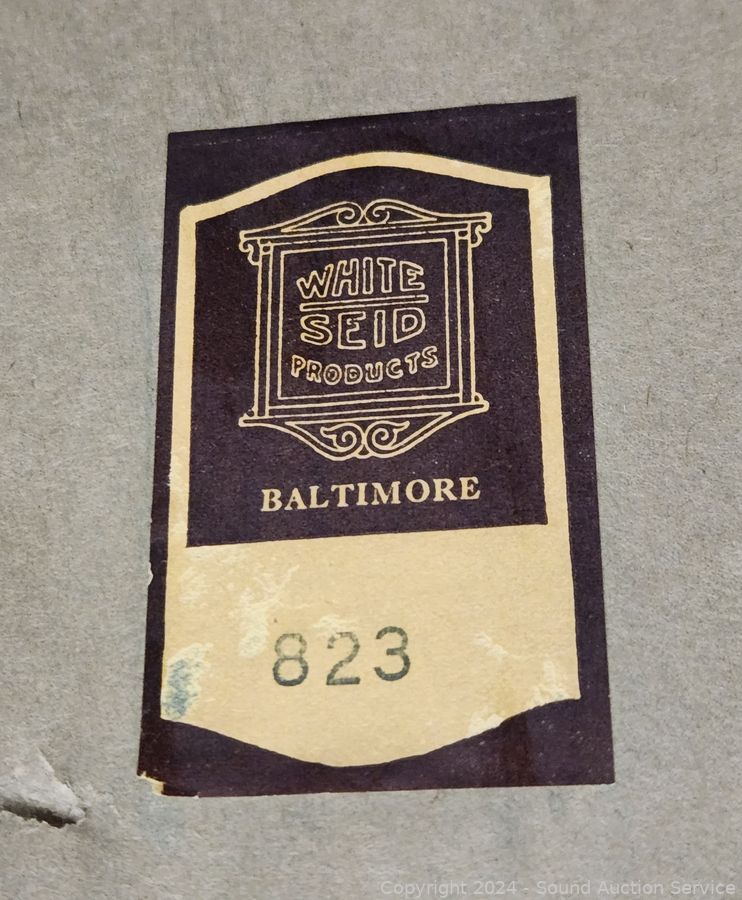 WHITE
SEID
PRODUCTS
BALTIMORE
823
Copyright 2024 - Sound Auction Service